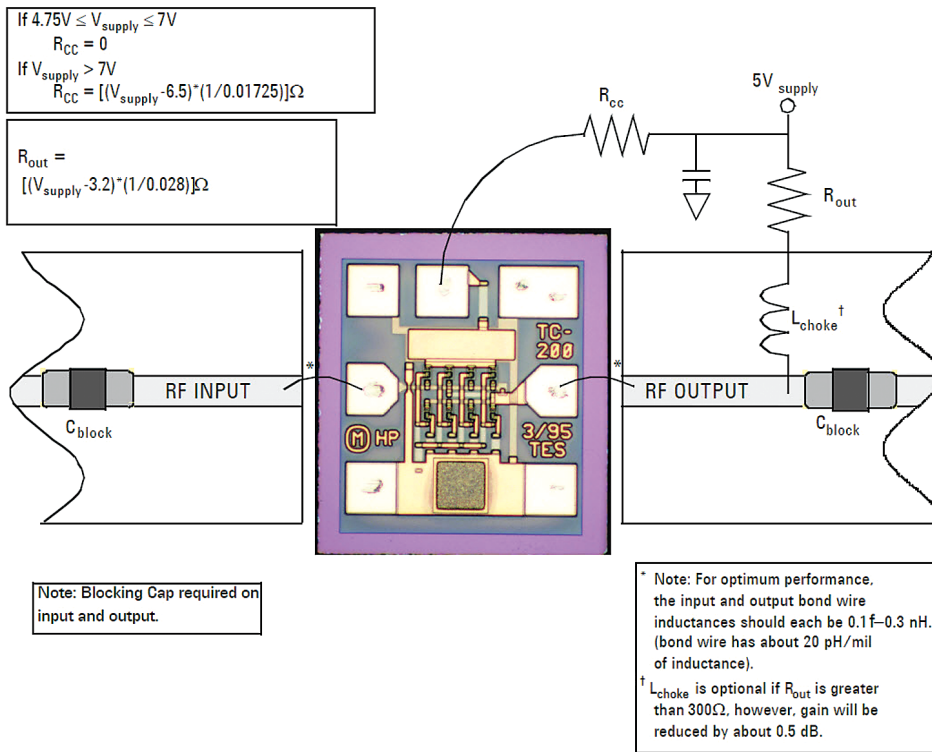 If 4.75V ≤ Vsupply ≤ 7V
RCC = 0
If Vsupply > 7V
RCC = [(Vsupply -6.5)*(1/0.01725)]Ω
Rout =
[(Vsupply -3.2)*(1/0.028)]Ω
5V supply
Rcc
Rout
Lchoke †
TC-
200
*
*
RF INPUT
RF OUTPUT
Cblock
Cblock
M HP
3/95
TES
Note: Blocking Cap required on
input and output.
* Note: For optimum performance,
the input and output bond wire
inductances should each be 0.1f–0.3 nH.
(bond wire has about 20 pH/mil
of inductance).
† Lchoke is optional if Rout is greater
than 300Ω, however, gain will be
reduced by about 0.5 dB.